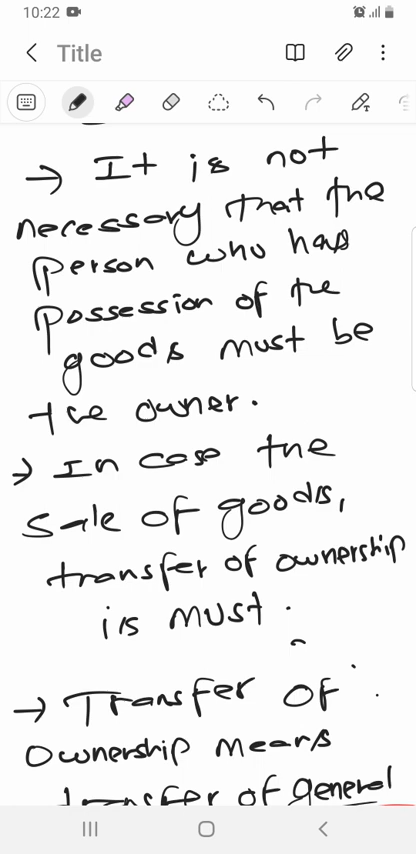 10:22
Title
→ It is not
necessary that the
person who has
possession of the
goods must be
the owner.
→ In case the
sale of goods,
transfer of ownership
is must.
→ Transfer of
ownership means
transfer of general